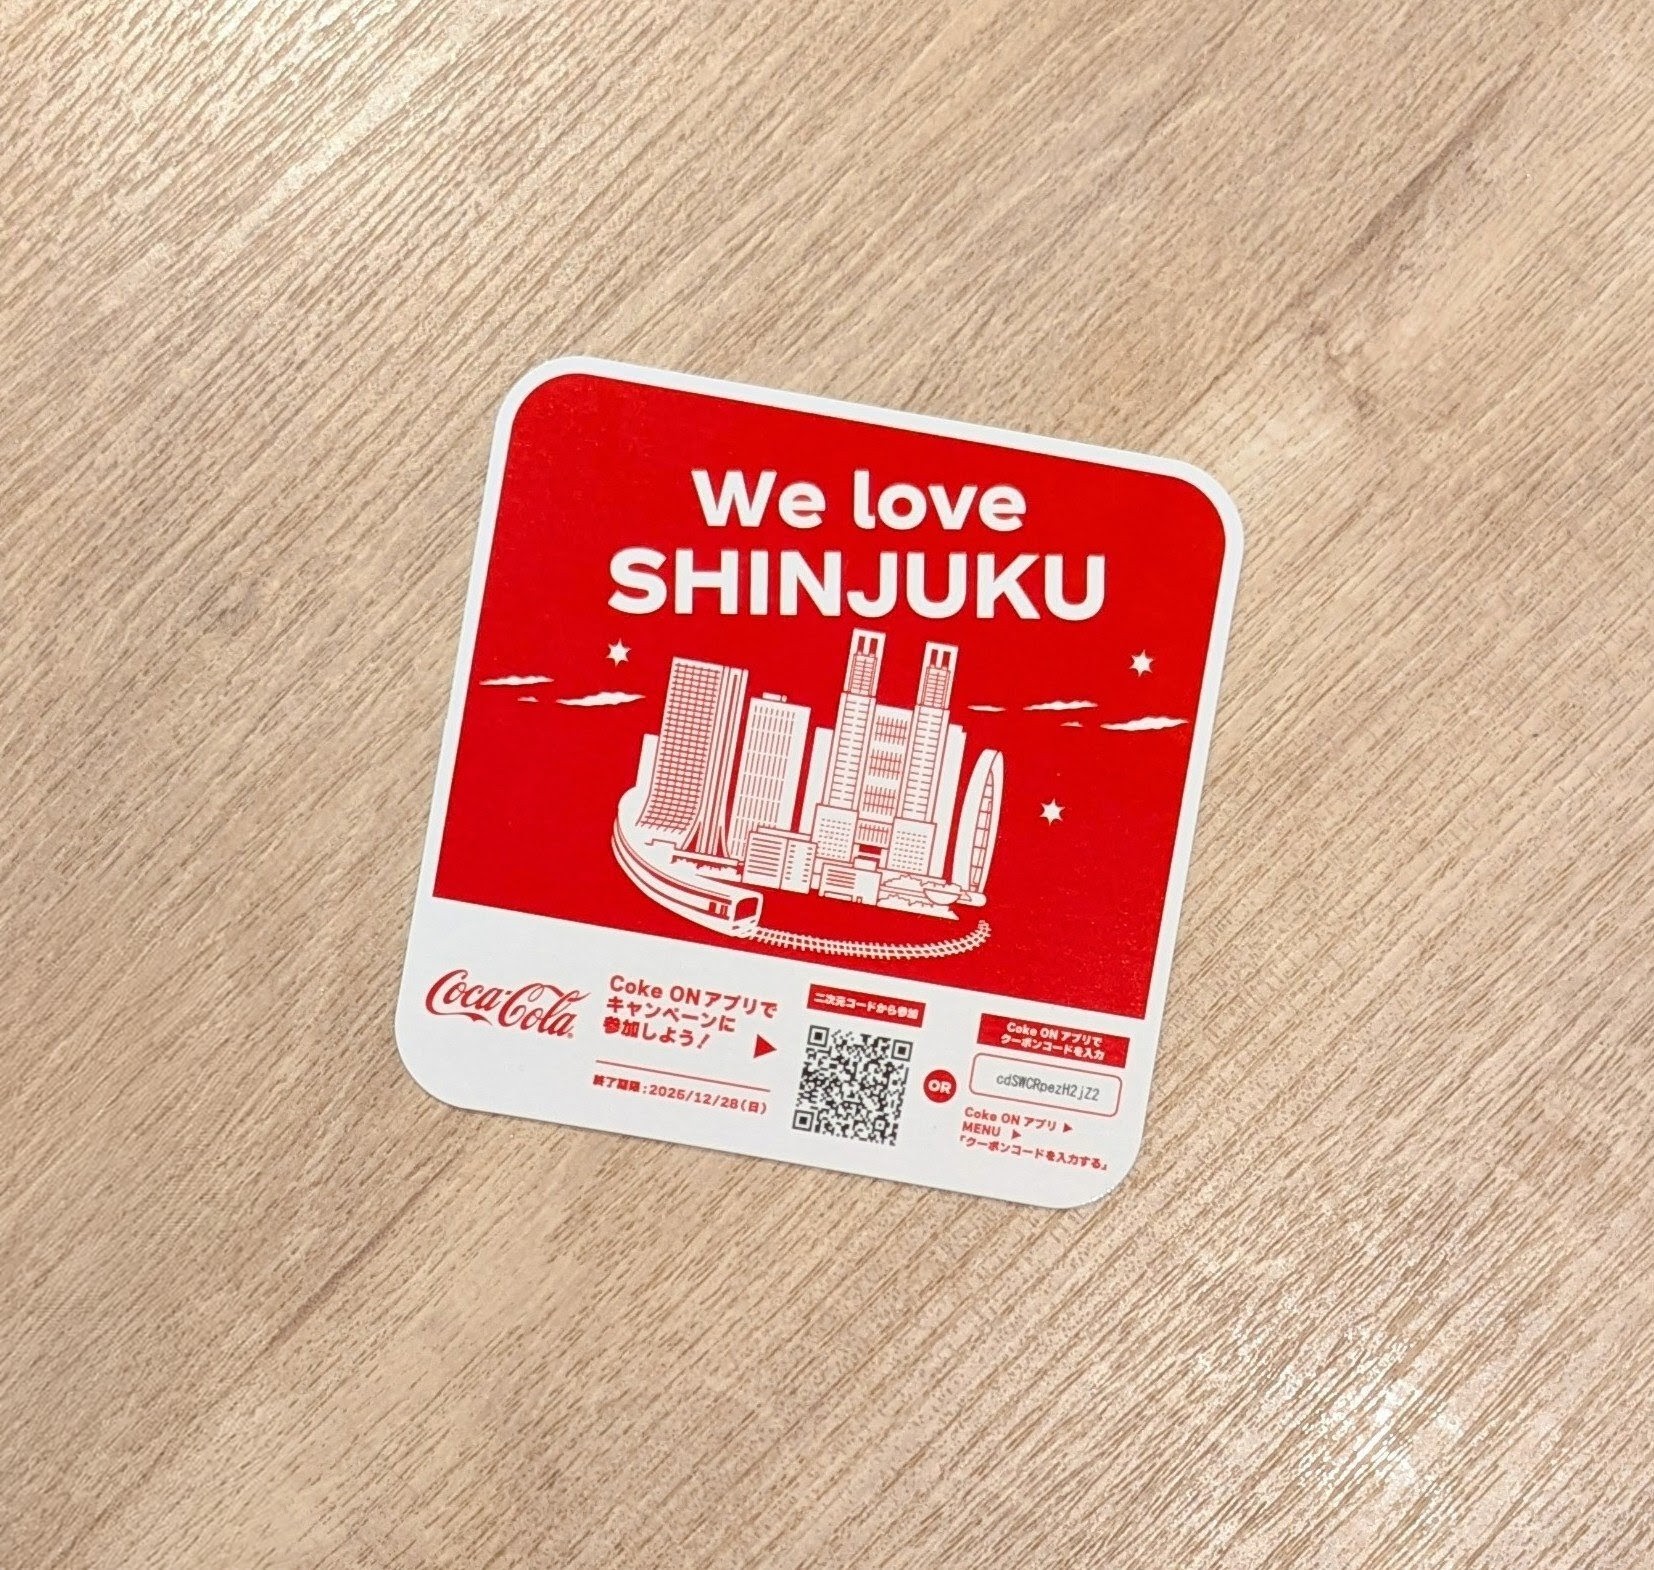 We love
SHINJUKU
Coca-Cola
Coke ONアプリで
キャンペーンに
参加しよう!
終了期限:2025/12/28(日)
二次元コードから参加
OR
Coke ONアプリで
クーポンコードを入力
cdSWCRpezH2jZ2
Coke ONアプリ ▶
MENU ▶
「クーポンコードを入力する」